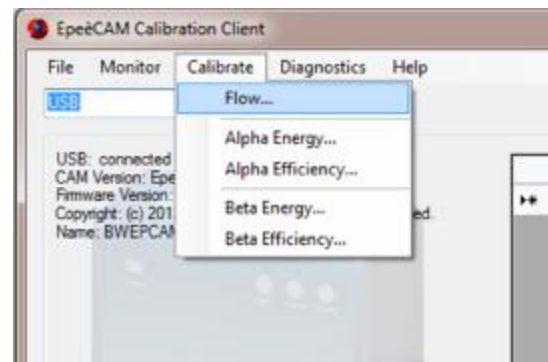 EpeèCAM Calibration Client
File Monitor Calibrate Diagnostics Help
USB
Flow...
Alpha Energy...
Alpha Efficiency...
Beta Energy...
Beta Efficiency...
USB: connected
CAM Version: Epe
Firmware Version:
Copyright: (c) 201 ed.
Name: BWEPCAM